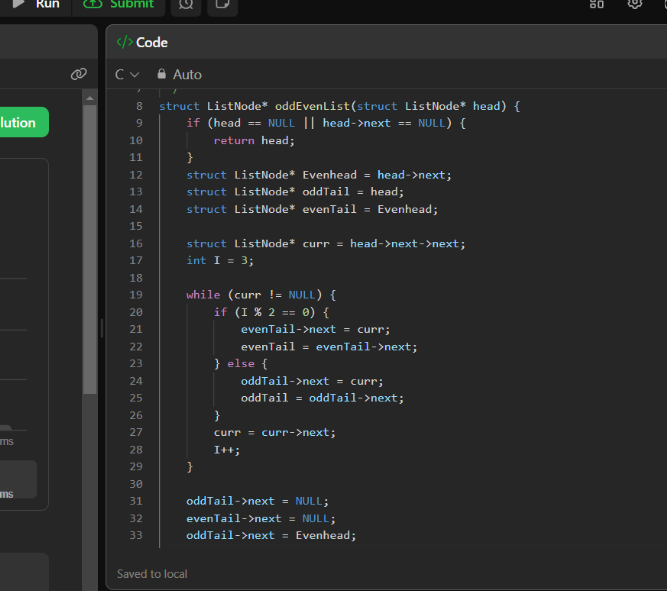 Run Submit
</> Code
C Auto
lution
8 struct ListNode* oddEvenList(struct ListNode* head) {
9 if (head == NULL || head->next == NULL) {
10 return head;
11 }
12 struct ListNode* Evenhead = head->next;
13 struct ListNode* oddTail = head;
14 struct ListNode* evenTail = Evenhead;
15
16 struct ListNode* curr = head->next->next;
17 int I = 3;
18
19 while (curr != NULL) {
20 if (I % 2 == 0) {
21 evenTail->next = curr;
22 evenTail = evenTail->next;
23 } else {
24 oddTail->next = curr;
25 oddTail = oddTail->next;
26 }
27 curr = curr->next;
28 I++;
29 }
30
31 oddTail->next = NULL;
32 evenTail->next = NULL;
33 oddTail->next = Evenhead;
ms
ms
Saved to local